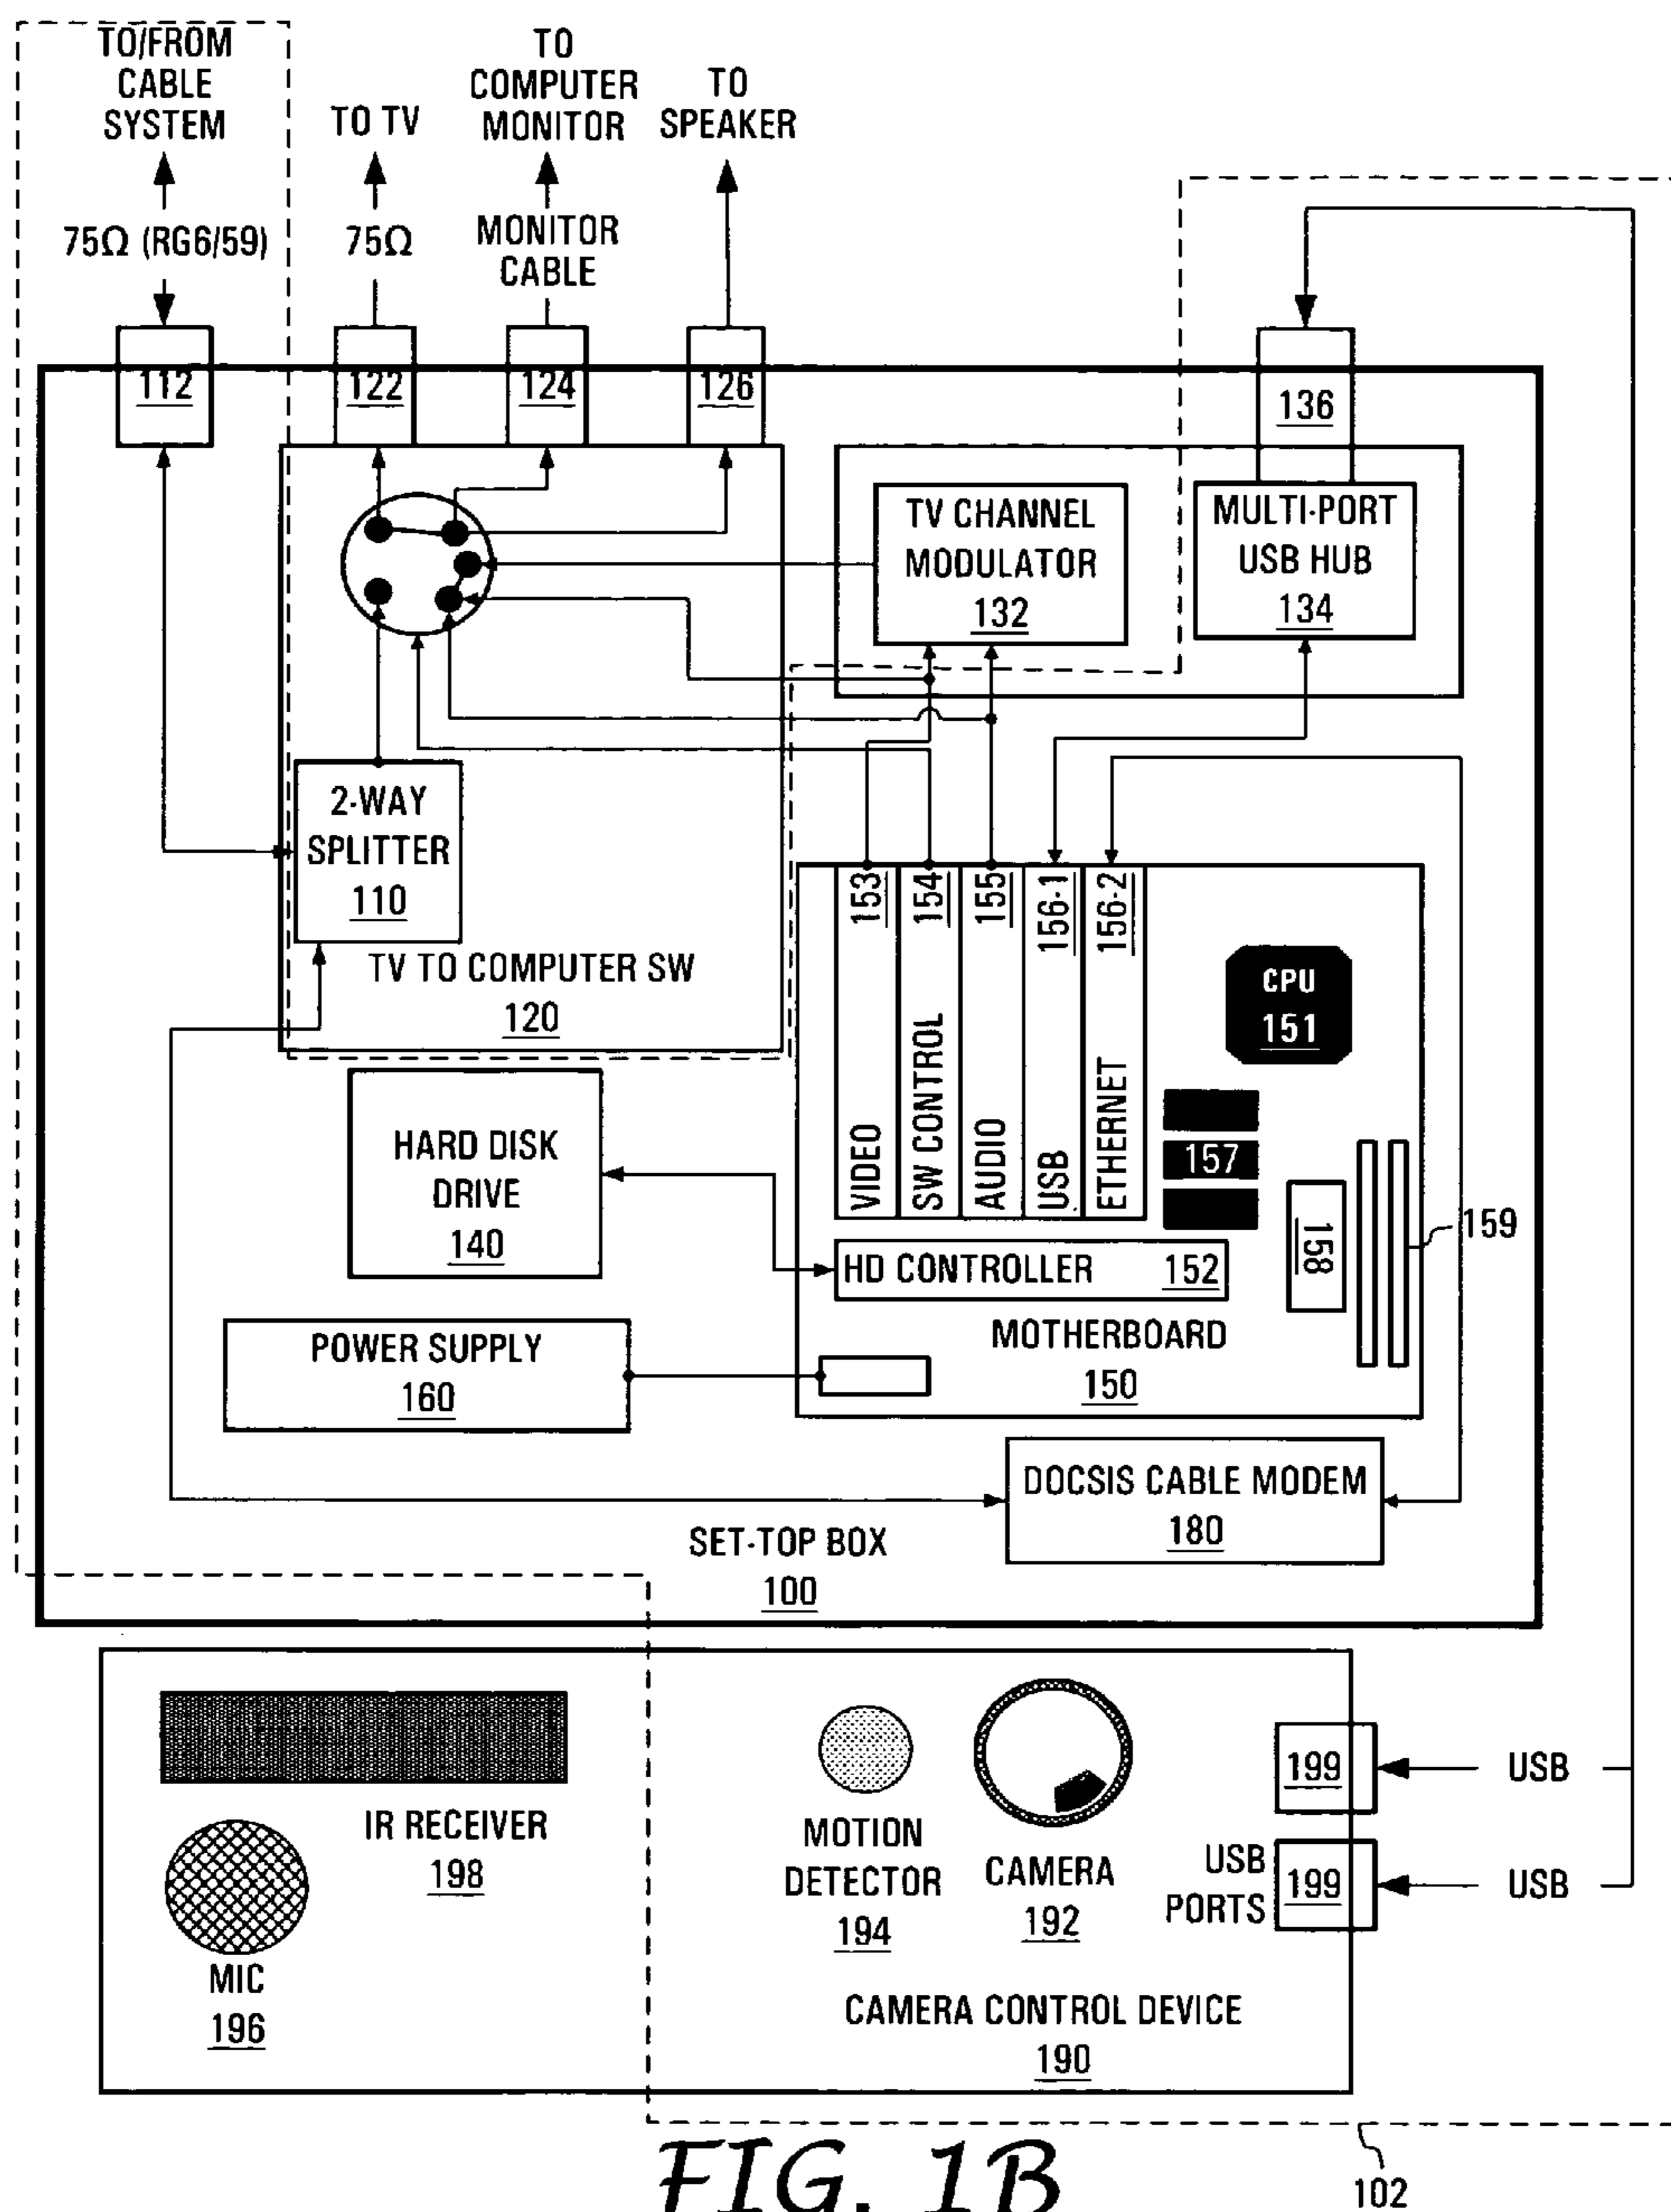 TO/FROM
CABLE
SYSTEM
TO TV
TO
COMPUTER
MONITOR
TO
SPEAKER
75Ω (RG6/59)
75Ω
MONITOR
CABLE
112
122
124
126
136
TV CHANNEL
MODULATOR
132
MULTI-PORT
USB HUB
134
2-WAY
SPLITTER
110
TV TO COMPUTER SW
120
153
154
155
156-1
156-2
VIDEO
SW CONTROL
AUDIO
USB
ETHERNET
CPU
151
157
158
159
HARD DISK
DRIVE
140
HD CONTROLLER 152
MOTHERBOARD
150
POWER SUPPLY
160
DOCSIS CABLE MODEM
180
SET-TOP BOX
100
IR RECEIVER
198
MIC
196
MOTION
DETECTOR
194
CAMERA
192
USB
PORTS
199
USB
199
USB
CAMERA CONTROL DEVICE
190
102
FIG. 1B